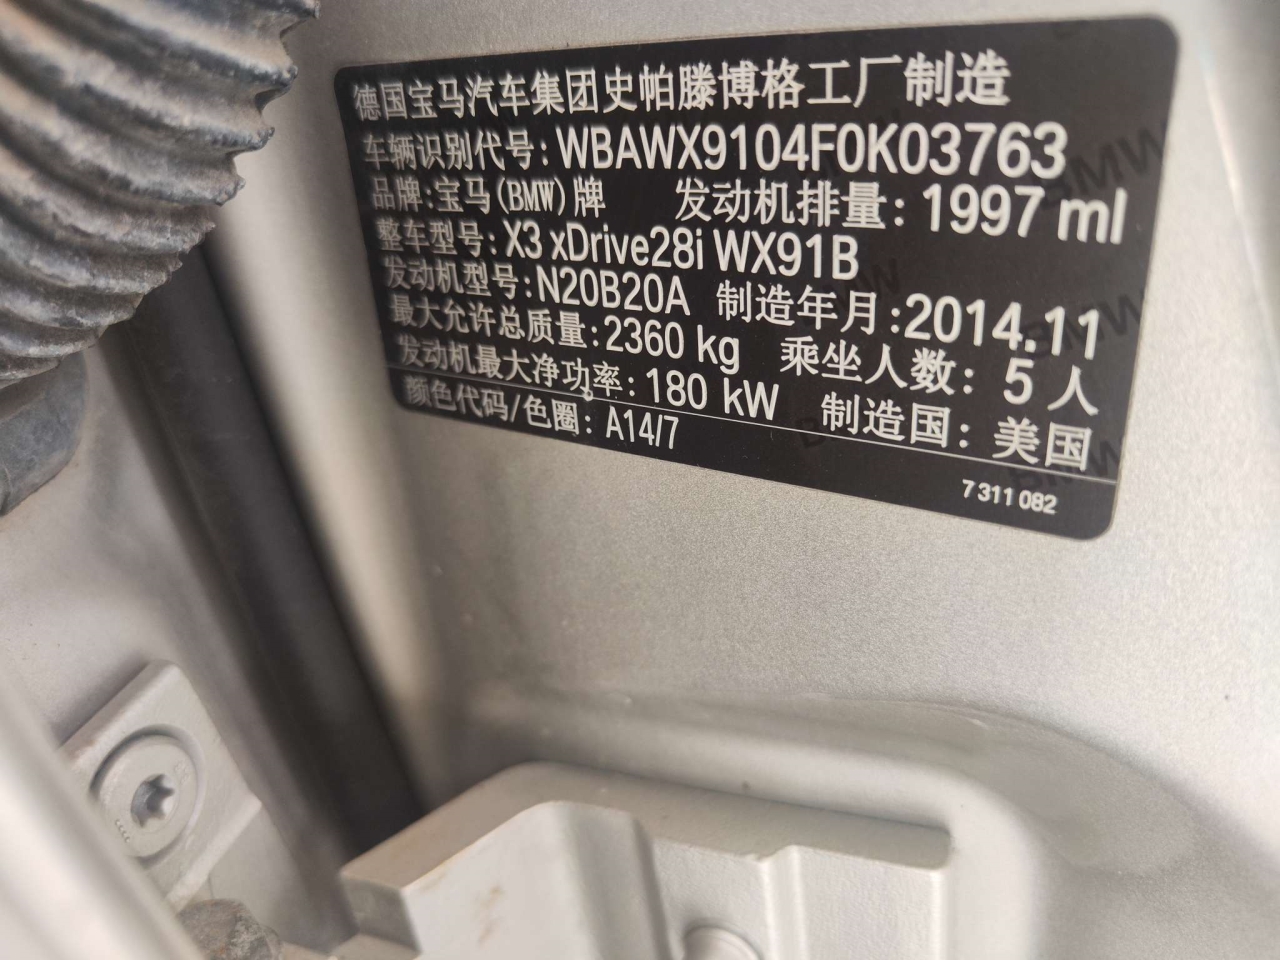 德国宝马汽车集团史帕滕博格工厂制造
车辆识别代号:WBAWX9104F0K03763
品牌:宝马(BMW)牌 发动机排量:1997 ml
整车型号:X3 xDrive28i WX91B
发动机型号:N20B20A 制造年月:2014.11
最大允许总质量:2360 kg 乘坐人数:5人
发动机最大净功率:180 kW 制造国:美国
颜色代码/色圈:A14/7
7 311 082